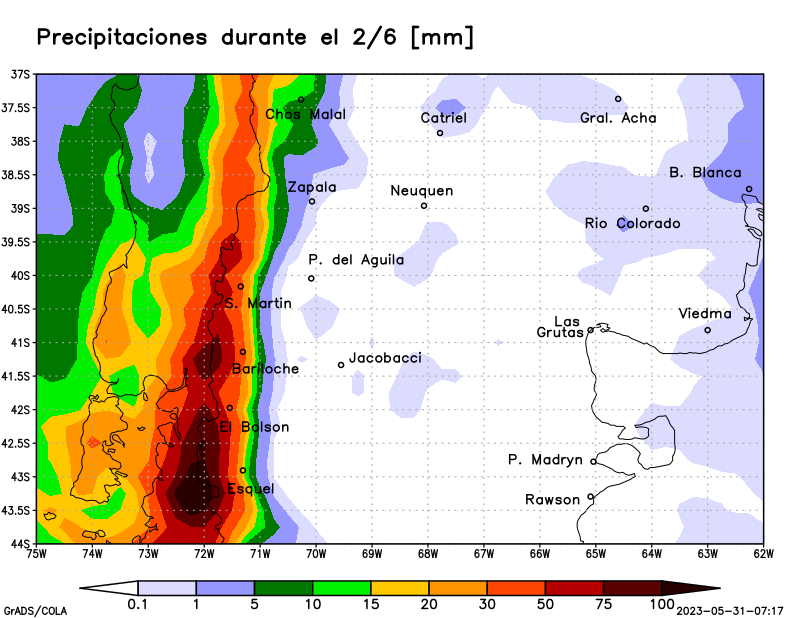 Precipitaciones durante el 2/6 [mm]
37S
37.5S
38S
38.5S
39S
39.5S
40S
40.5S
41S
41.5S
42S
42.5S
43S
43.5S
44S
Chos Malal
Catriel
Gral. Acha
B. Blanca
Zapala
Neuquen
Rio Colorado
P. del Aguila
S. Martin
Viedma
Las
Grutas
Jacobacci
Bariloche
El Bolson
P. Madryn
Esquel
Rawson
75W 74W 73W 72W 71W 70W 69W 68W 67W 66W 65W 64W 63W 62W
0.1 1 5 10 15 20 30 50 75 100
GrADS/COLA
2023-05-31-07:17